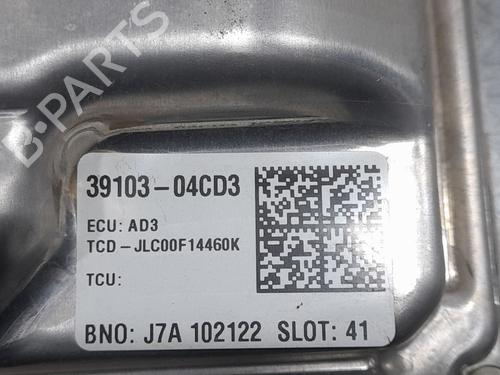 B-PARTS
39103-04CD3
ECU: AD3
TCD-JLC00F14460K
TCU:
BNO: J7A 102122 SLOT: 41